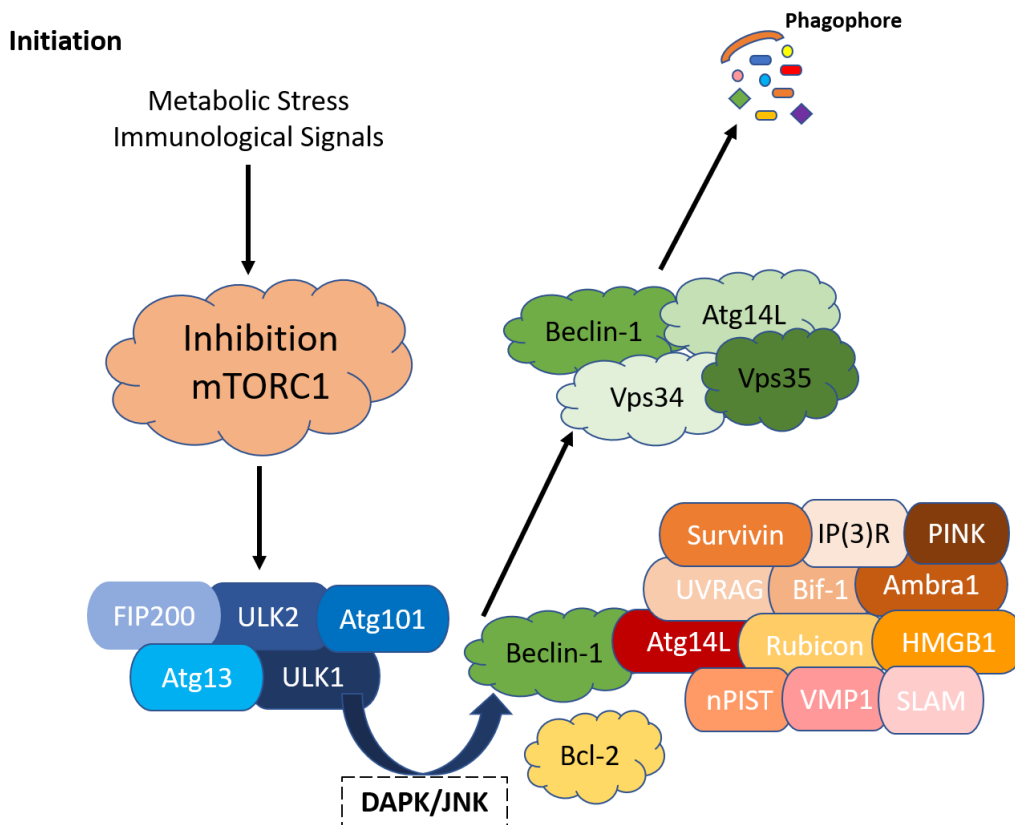 Initiation
Phagophore
Metabolic Stress
Immunological Signals
Inhibition
mTORC1
Beclin-1
Atg14L
Vps34
Vps35
FIP200
ULK2
Atg101
Atg13
ULK1
DAPK/JNK
Beclin-1
Bcl-2
Survivin
IP(3)R
PINK
UVRAG
Bif-1
Ambra1
Atg14L
Rubicon
HMGB1
nPIST
VMP1
SLAM